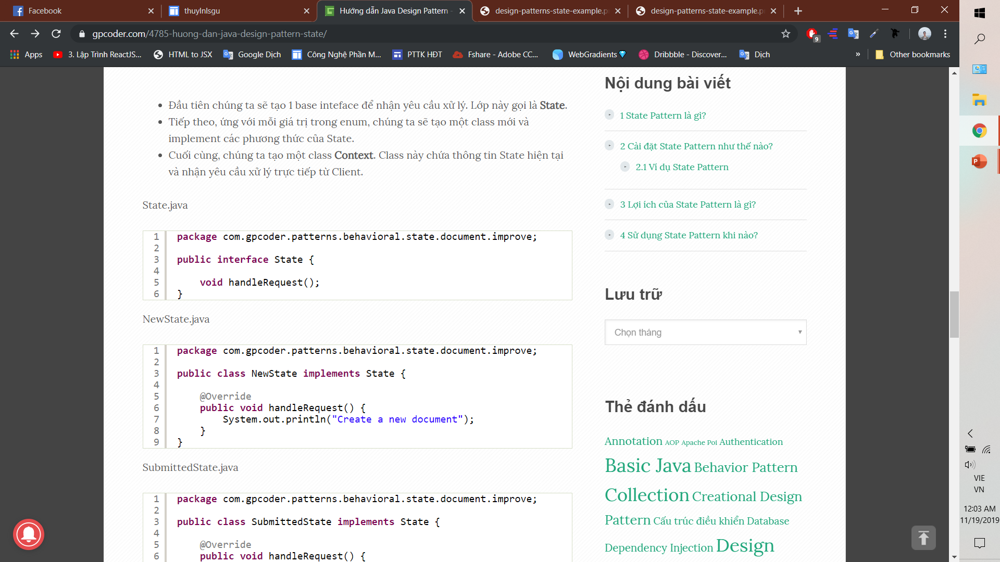 Facebook
thuylnlsgu
Hướng dẫn Java Design Pattern -
design-patterns-state-example.p
design-patterns-state-example.p
gpcoder.com/4785-huong-dan-java-design-pattern-state/
9
Apps
3. Lập Trình ReactJS...
HTML to JSX
Google Dịch
Công Nghệ Phần M...
PTTK HĐT
Fshare - Adobe CC...
WebGradients
Dribbble - Discover...
Dịch
»
Other bookmarks
Đầu tiên chúng ta sẽ tạo 1 base inteface để nhận yêu cầu xử lý. Lớp này gọi là State.
Tiếp theo, ứng với mỗi giá trị trong enum, chúng ta sẽ tạo một class mới và
implement các phương thức của State.
Cuối cùng, chúng ta tạo một class Context. Class này chứa thông tin State hiện tại
và nhận yêu cầu xử lý trực tiếp từ Client.
State.java
1 package com.gpcoder.patterns.behavioral.state.document.improve;
2
3 public interface State {
4
5 void handleRequest();
6 }
NewState.java
1 package com.gpcoder.patterns.behavioral.state.document.improve;
2
3 public class NewState implements State {
4
5 @Override
6 public void handleRequest() {
7 System.out.println("Create a new document");
8 }
9 }
SubmittedState.java
1 package com.gpcoder.patterns.behavioral.state.document.improve;
2
3 public class SubmittedState implements State {
4
5 @Override
6 public void handleRequest() {
Nội dung bài viết
1 State Pattern là gì?
2 Cài đặt State Pattern như thế nào?
2.1 Ví dụ State Pattern
3 Lợi ích của State Pattern là gì?
4 Sử dụng State Pattern khi nào?
Lưu trữ
Chọn tháng
Thẻ đánh dấu
Annotation AOP Apache Poi Authentication
Basic Java Behavior Pattern
Collection Creational Design
Pattern Cấu trúc điều khiển Database
Dependency Injection Design
P
VIE
VN
12:03 AM
11/19/2019